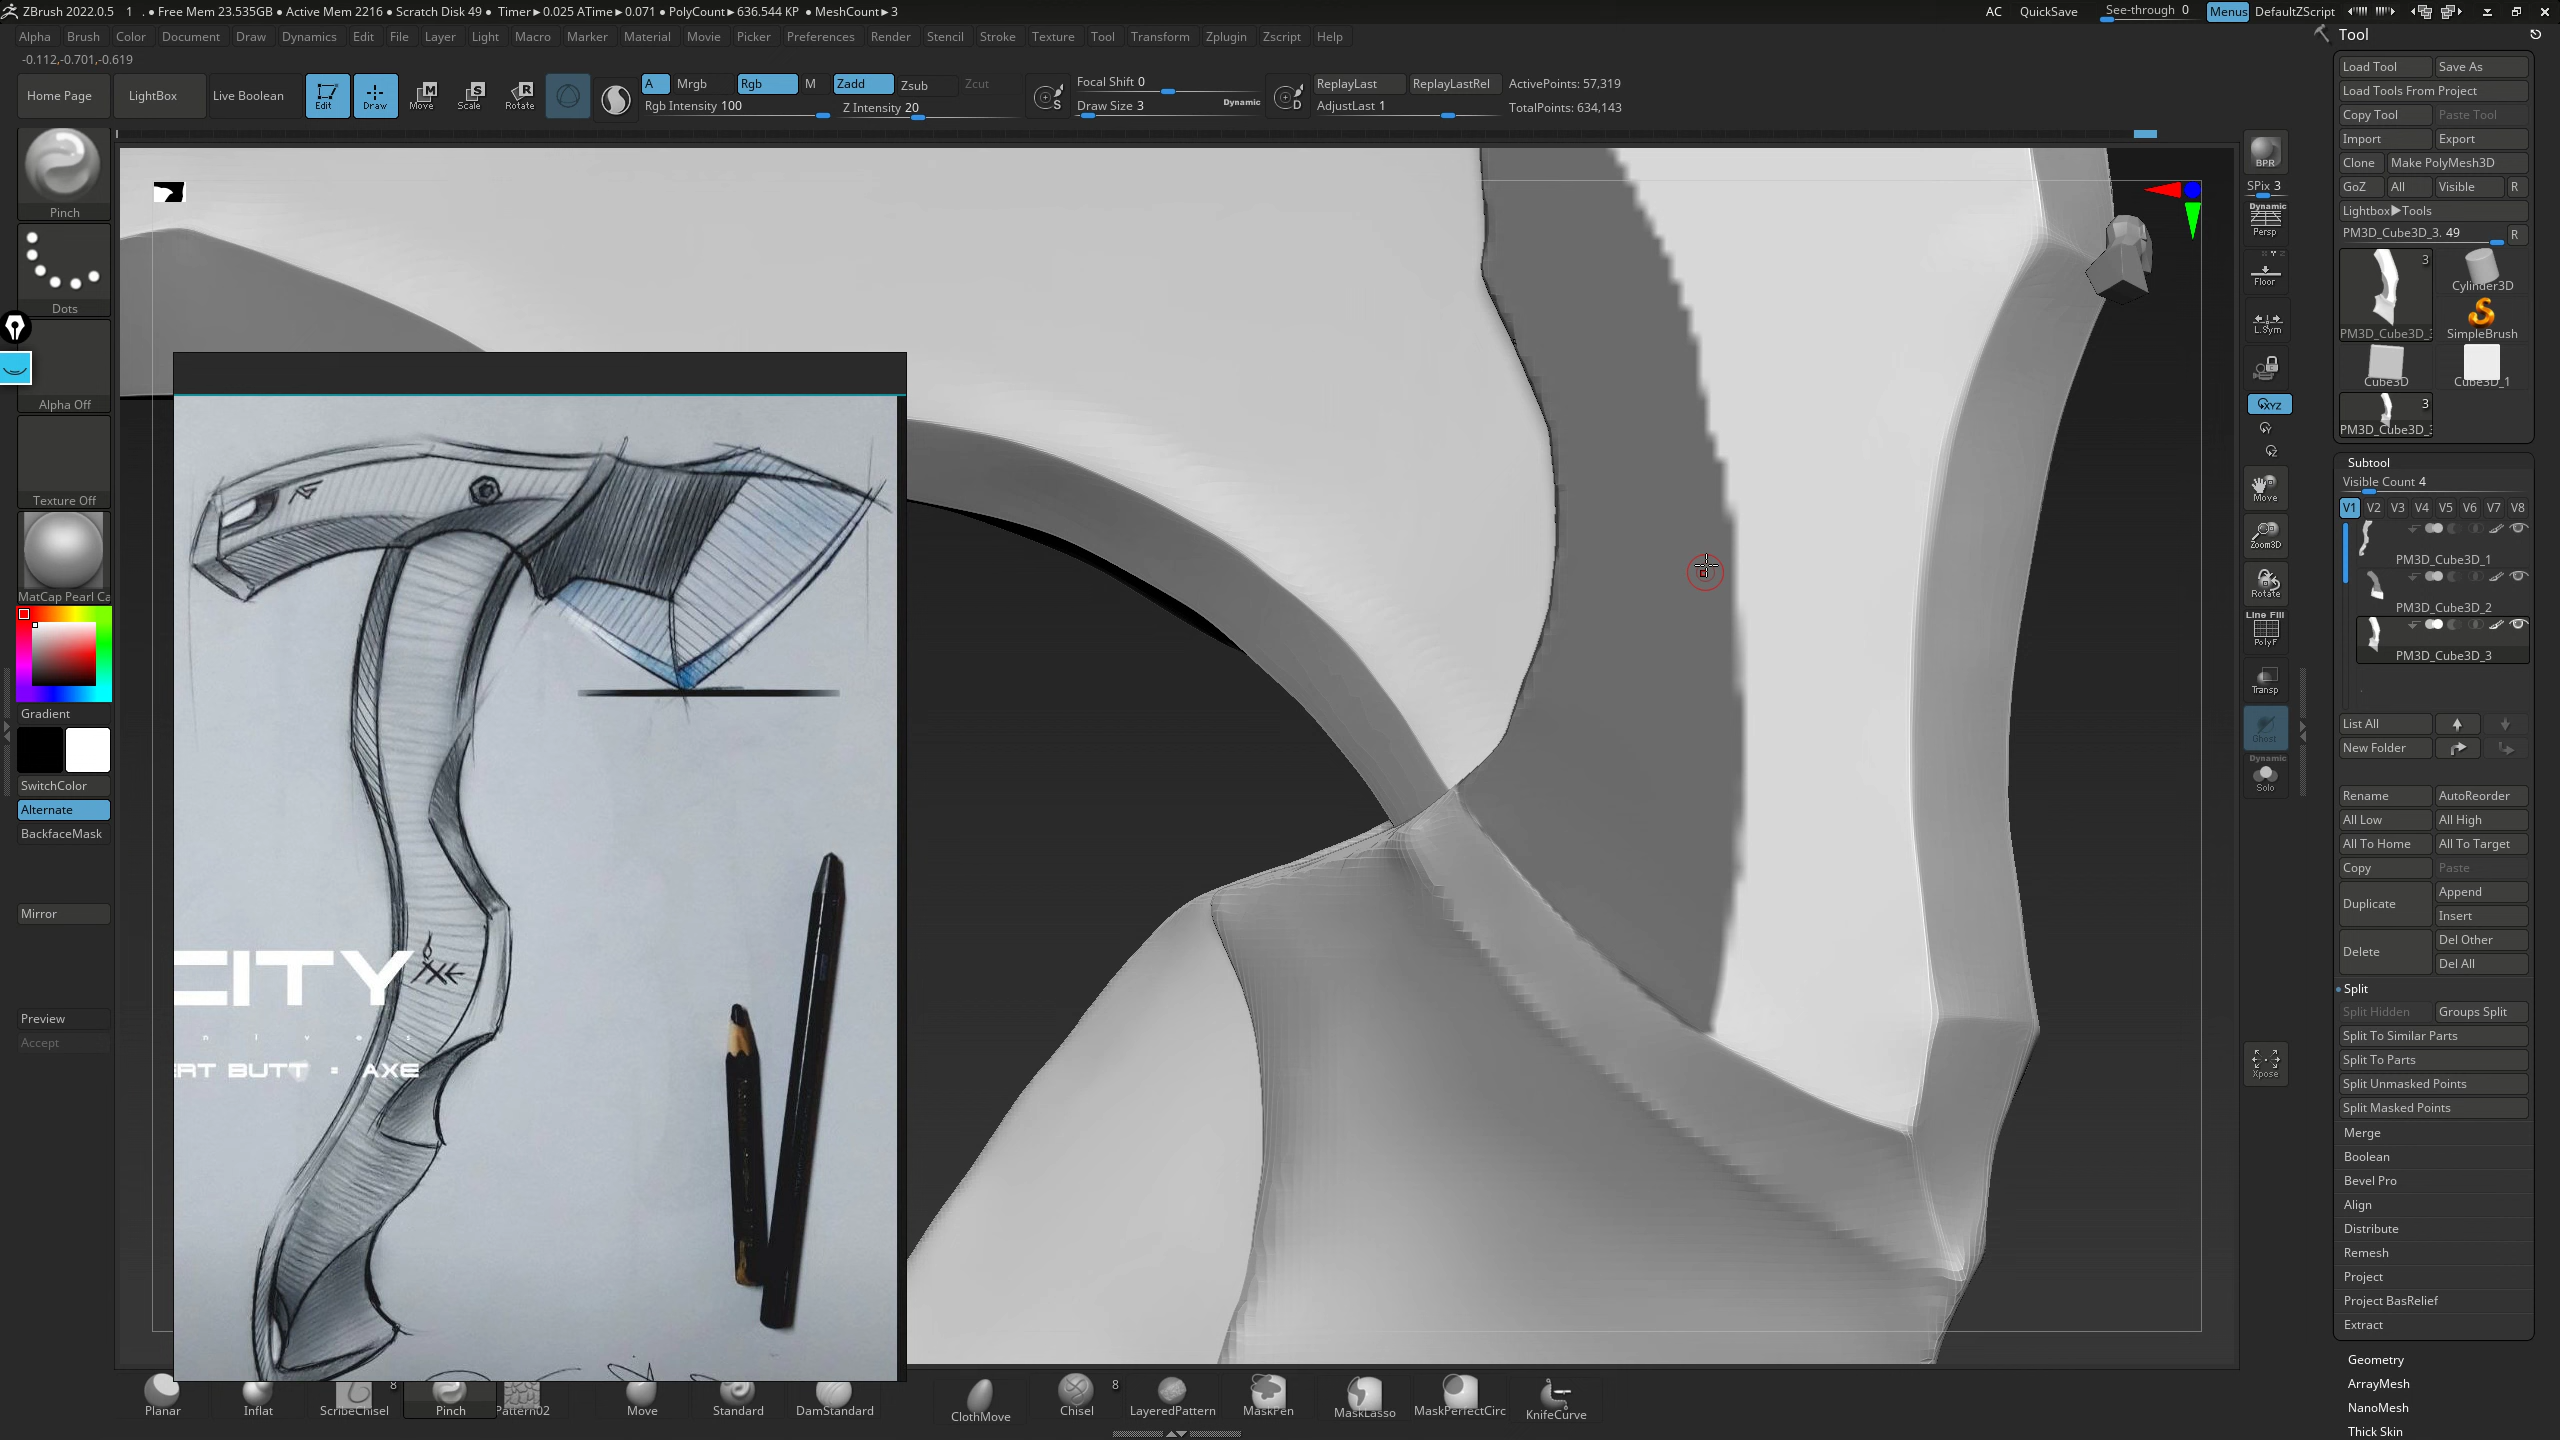 ZBrush 2022.0.5 1 . • Free Mem 23.535GB • Active Mem 2216 • Scratch Disk 49 • Timer►0.025 ATime►0.071 • PolyCount►636.544 KP • MeshCount►3
AC QuickSave See-through 0 Menus DefaultZScript
Alpha Brush Color Document Draw Dynamics Edit File Layer Light Macro Marker Material Movie Picker Preferences Render Stencil Stroke Texture Tool Transform Zplugin Zscript Help
-0.112,-0.701,-0.619
Home Page LightBox Live Boolean Edit Draw Move Scale Rotate
A Mrgb Rgb M Zadd Zsub Zcut
Rgb Intensity 100 Z Intensity 20
Focal Shift 0
Draw Size 3 Dynamic
ReplayLast ReplayLastRel ActivePoints: 57,319
AdjustLast 1 TotalPoints: 634,143
Pinch
Dots
Alpha Off
Texture Off
MatCap Pearl Ca
Gradient
SwitchColor
Alternate
BackfaceMask
Mirror
Preview
Accept
CITY
n i v e s
ERT BUTT : AXE
AXE
Planar Inflat ScribeChisel 8 Pinch Pattern02 Move Standard DamStandard ClothMove Chisel 8 LayeredPattern MaskPen MaskLasso MaskPerfectCirc KnifeCurve
BPR
SPix 3
Dynamic
Persp
Floor
L.Sym
XYZ
Y
Z
Move
Zoom3D
Rotate
Line Fill
PolyF
Transp
Ghost
Dynamic
Solo
Xpose
Tool
Load Tool Save As
Load Tools From Project
Copy Tool Paste Tool
Import Export
Clone Make PolyMesh3D
GoZ All Visible R
Lightbox►Tools
PM3D_Cube3D_3. 49 R
3
Cylinder3D
PM3D_Cube3D_3 SimpleBrush
Cube3D Cube3D_1
3
PM3D_Cube3D_3
Subtool
Visible Count 4
V1 V2 V3 V4 V5 V6 V7 V8
PM3D_Cube3D_1
PM3D_Cube3D_2
PM3D_Cube3D_3
List All
New Folder
Rename AutoReorder
All Low All High
All To Home All To Target
Copy Paste
Duplicate Append
Insert
Delete Del Other
Del All
Split
Split Hidden Groups Split
Split To Similar Parts
Split To Parts
Split Unmasked Points
Split Masked Points
Merge
Boolean
Bevel Pro
Align
Distribute
Remesh
Project
Project BasRelief
Extract
Geometry
ArrayMesh
NanoMesh
Thick Skin